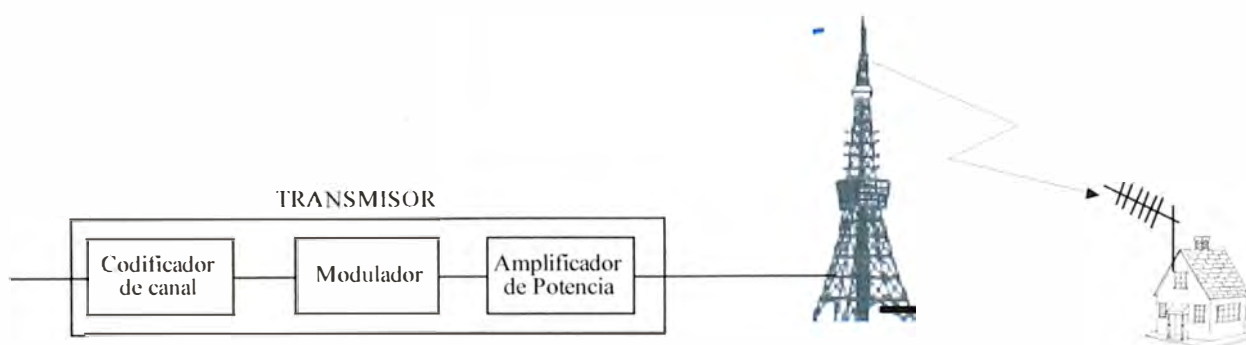 TRANSMISOR
Codificador
de canal
Modulador
Amplificador
de Potencia